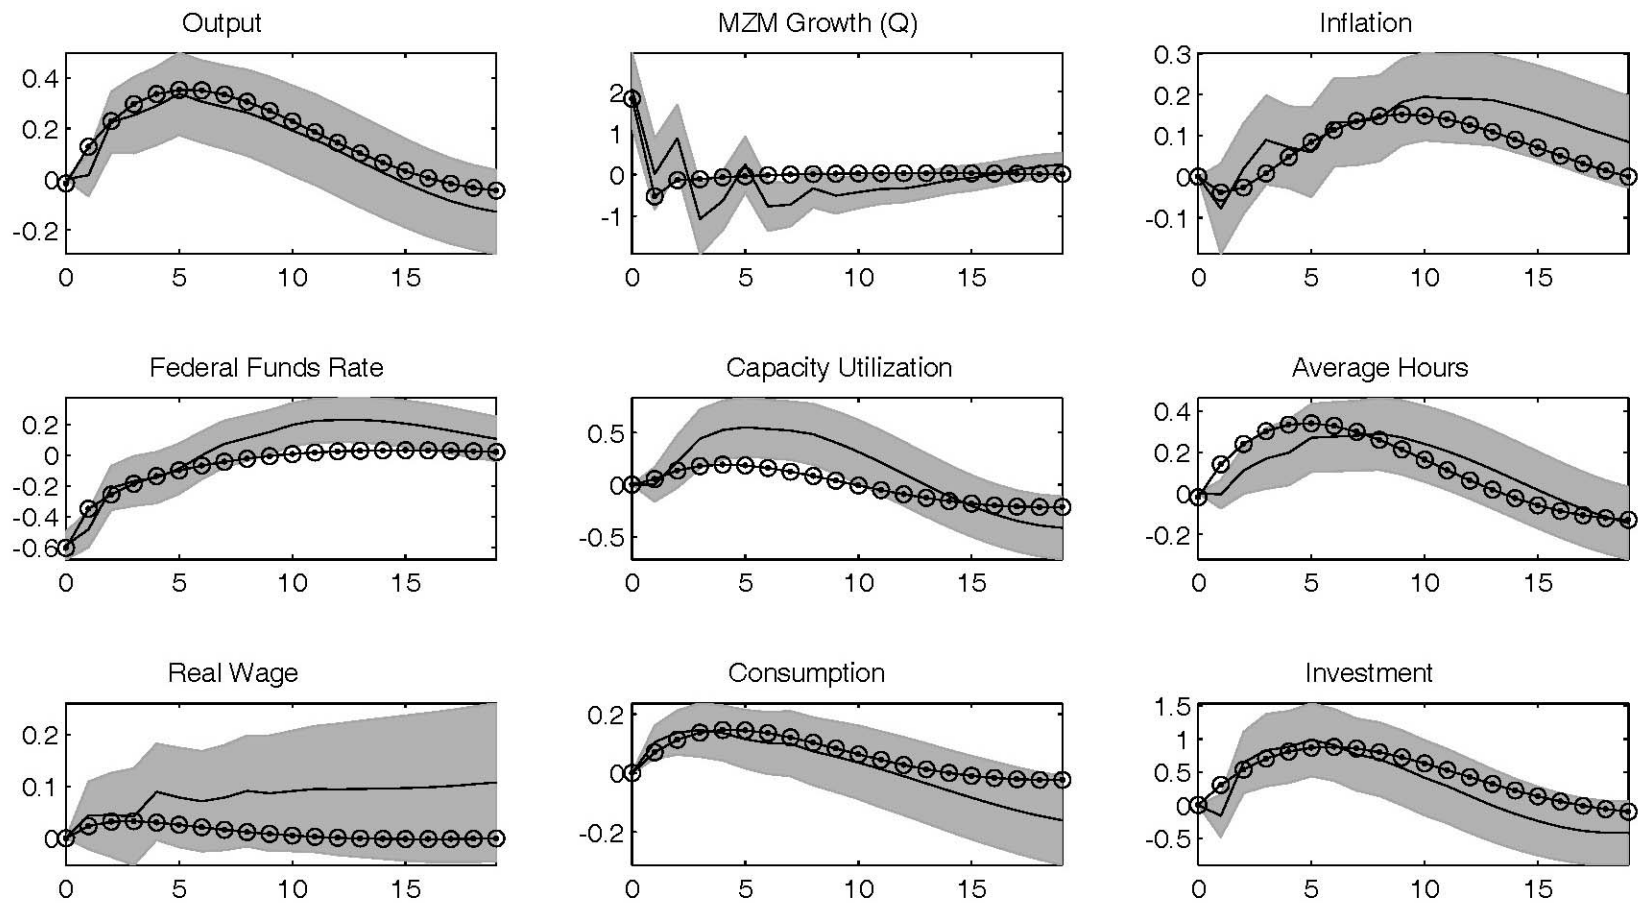 Output
0.4
0.2
0
-0.2
0 5 10 15
MZM Growth (Q)
2
1
0
-1
0 5 10 15
Inflation
0.3
0.2
0.1
0
-0.1
0 5 10 15
Federal Funds Rate
0.2
0
-0.2
-0.4
-0.6
0 5 10 15
Capacity Utilization
0.5
0
-0.5
0 5 10 15
Average Hours
0.4
0.2
0
-0.2
0 5 10 15
Real Wage
0.2
0.1
0
0 5 10 15
Consumption
0.2
0
-0.2
0 5 10 15
Investment
1.5
1
0.5
0
-0.5
0 5 10 15